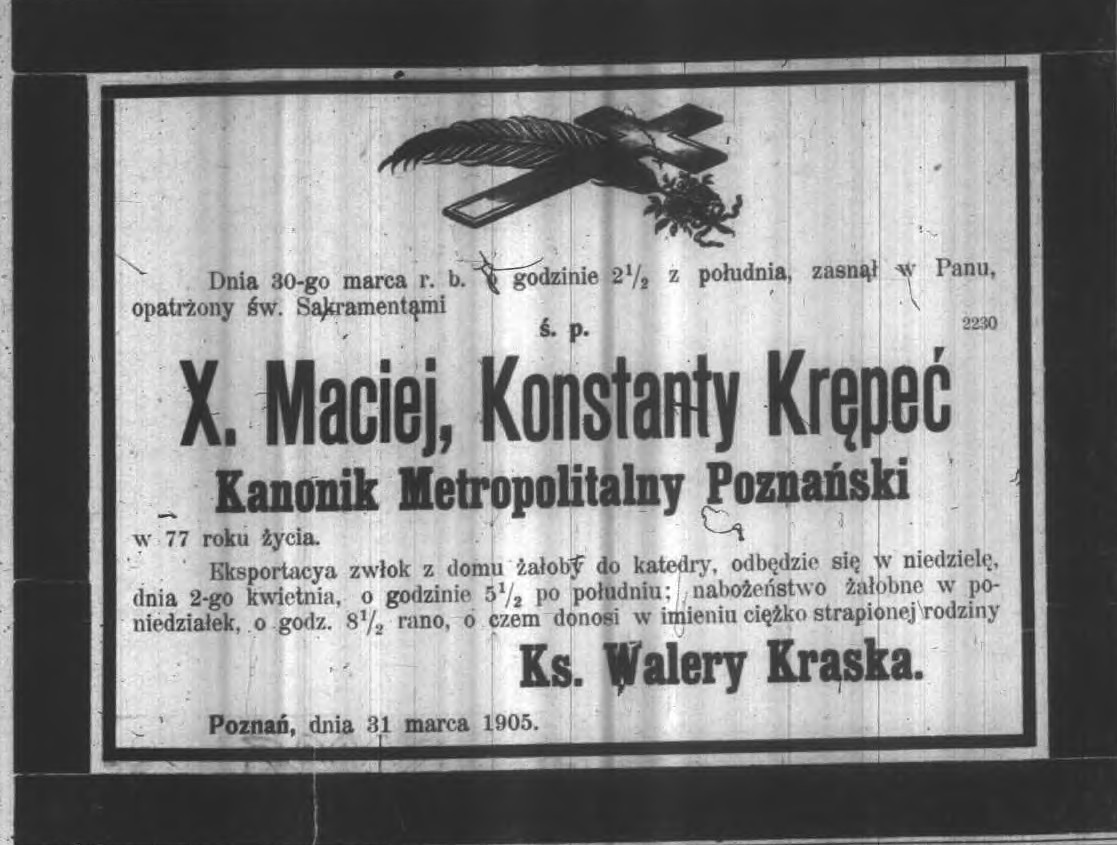 Dnia 30-go marca r. b. o godzinie 2½ z południa, zasnął w Panu,
opatrżony św. Sakramentami
ś. p.
2230
X. Maciej, Konstanty Krępeć
Kanonik Metropolitalny Poznański
w 77 roku życia.
Eksportacya zwłok z domu żałoby do katedry, odbędzie się w niedzielę,
dnia 2-go kwietnia, o godzinie 5½ po południu; nabożeństwo żałobne w po-
niedziałek, o godz. 8½ rano, o czem donosi w imieniu ciężko strapionej rodziny
Ks. Walery Kraska.
Poznań, dnia 31 marca 1905.